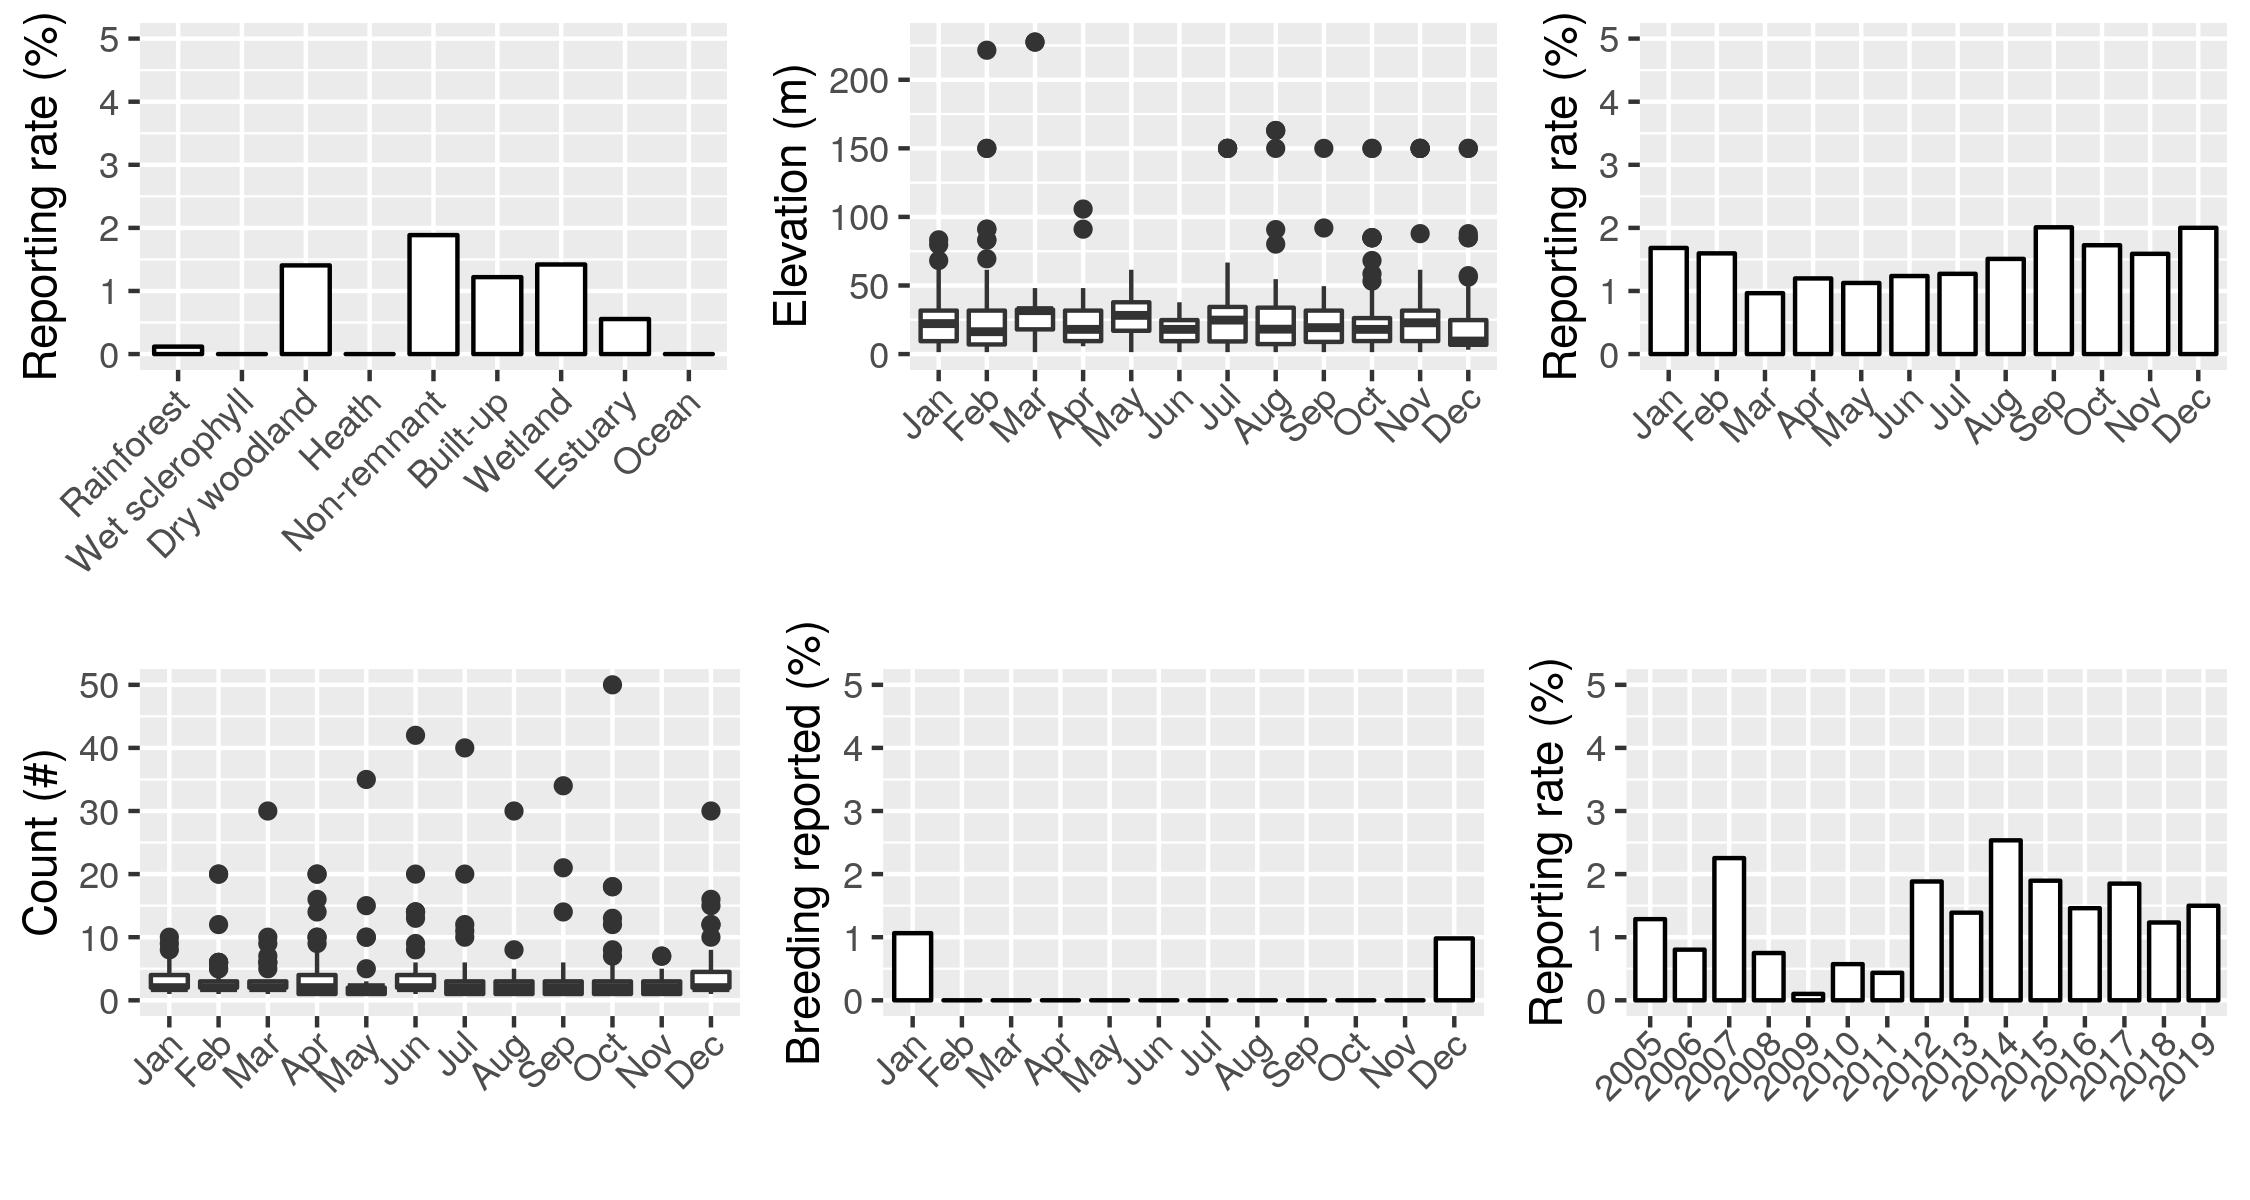 Reporting rate (%)
5
4
3
2
1
0
Rainforest
Wet sclerophyll
Dry woodland
Heath
Non-remnant
Built-up
Wetland
Estuary
Ocean
Elevation (m)
200
150
100
50
0
Jan
Feb
Mar
Apr
May
Jun
Jul
Aug
Sep
Oct
Nov
Dec
Reporting rate (%)
5
4
3
2
1
0
Jan
Feb
Mar
Apr
May
Jun
Jul
Aug
Sep
Oct
Nov
Dec
Count (#)
50
40
30
20
10
0
Jan
Feb
Mar
Apr
May
Jun
Jul
Aug
Sep
Oct
Nov
Dec
Breeding reported (%)
5
4
3
2
1
0
Jan
Feb
Mar
Apr
May
Jun
Jul
Aug
Sep
Oct
Nov
Dec
Reporting rate (%)
5
4
3
2
1
0
2005
2006
2007
2008
2009
2010
2011
2012
2013
2014
2015
2016
2017
2018
2019